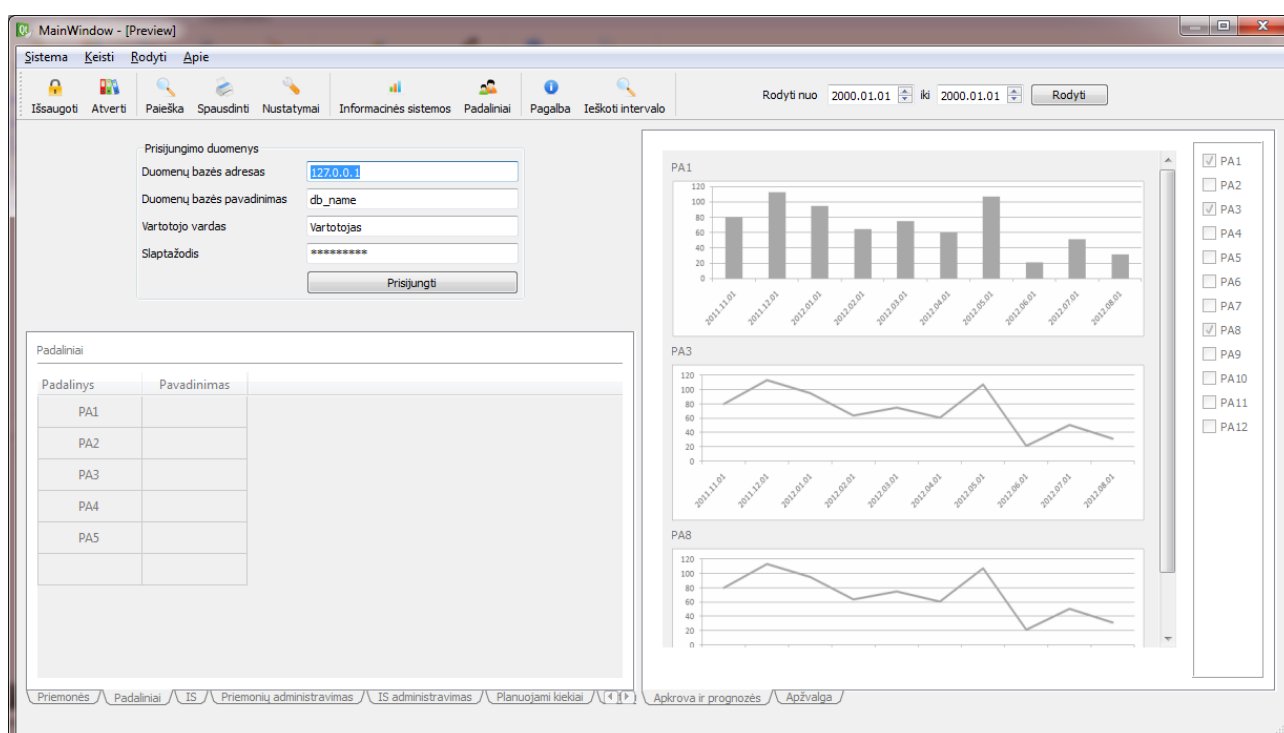 MainWindow - [Preview]
Sistema Keisti Rodyti Apie
Išsaugoti Atverti Paieška Spausdinti Nustatymai Informacinės sistemos Padaliniai Pagalba Ieškoti intervalo Rodyti nuo 2000.01.01 iki 2000.01.01 Rodyti
Prisijungimo duomenys
Duomenų bazės adresas 127.0.0.1
Duomenų bazės pavadinimas db_name
Vartotojo vardas Vartotojas
Slaptažodis *********
Prisijungti
Padaliniai
Padalinys Pavadinimas
PA1
PA2
PA3
PA4
PA5
Priemonės Padaliniai IS Priemonių administravimas IS administravimas Planuojami kiekiai
PA1
120
100
80
60
40
20
0
2011.11.01 2011.12.01 2012.01.01 2012.02.01 2012.03.01 2012.04.01 2012.05.01 2012.06.01 2012.07.01 2012.08.01
PA3
120
100
80
60
40
20
0
2011.11.01 2011.12.01 2012.01.01 2012.02.01 2012.03.01 2012.04.01 2012.05.01 2012.06.01 2012.07.01 2012.08.01
PA8
120
100
80
60
40
20
0
Apkrova ir prognozės Apžvalga
PA1
PA2
PA3
PA4
PA5
PA6
PA7
PA8
PA9
PA10
PA11
PA12